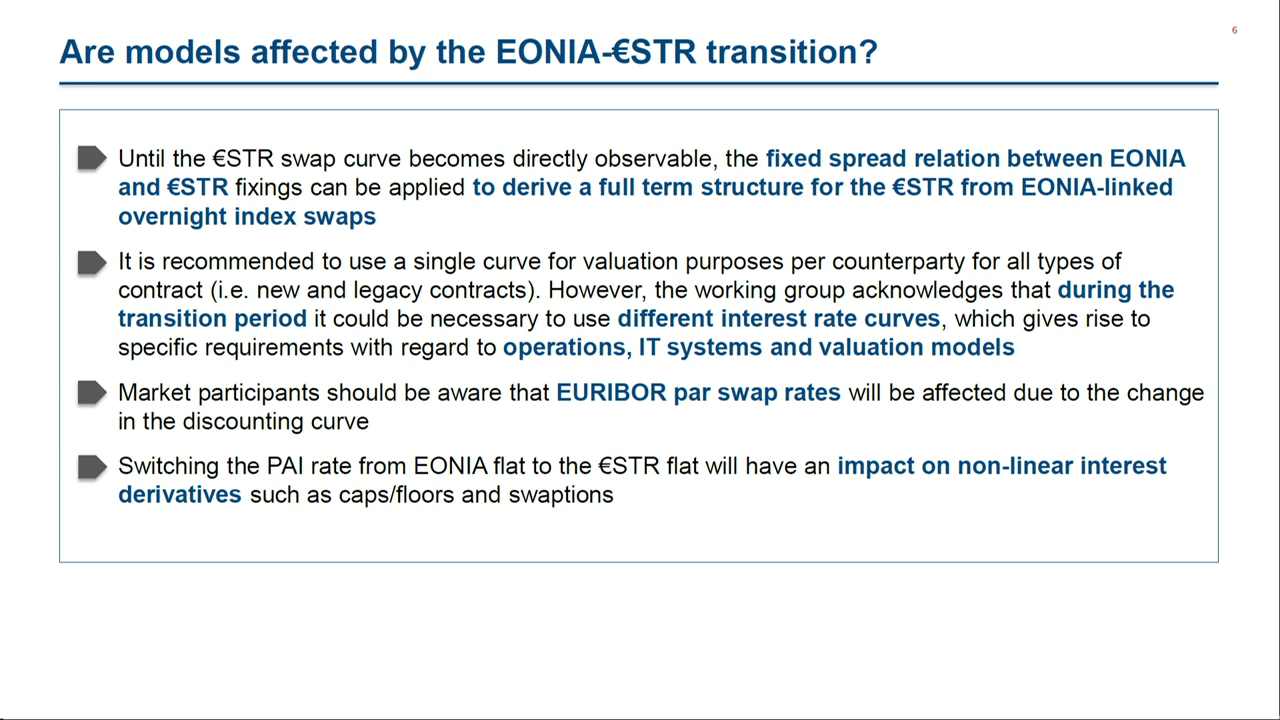 6
Are models affected by the EONIA-€STR transition?
Until the €STR swap curve becomes directly observable, the fixed spread relation between EONIA
and €STR fixings can be applied to derive a full term structure for the €STR from EONIA-linked
overnight index swaps
It is recommended to use a single curve for valuation purposes per counterparty for all types of
contract (i.e. new and legacy contracts). However, the working group acknowledges that during the
transition period it could be necessary to use different interest rate curves, which gives rise to
specific requirements with regard to operations, IT systems and valuation models
Market participants should be aware that EURIBOR par swap rates will be affected due to the change
in the discounting curve
Switching the PAI rate from EONIA flat to the €STR flat will have an impact on non-linear interest
derivatives such as caps/floors and swaptions